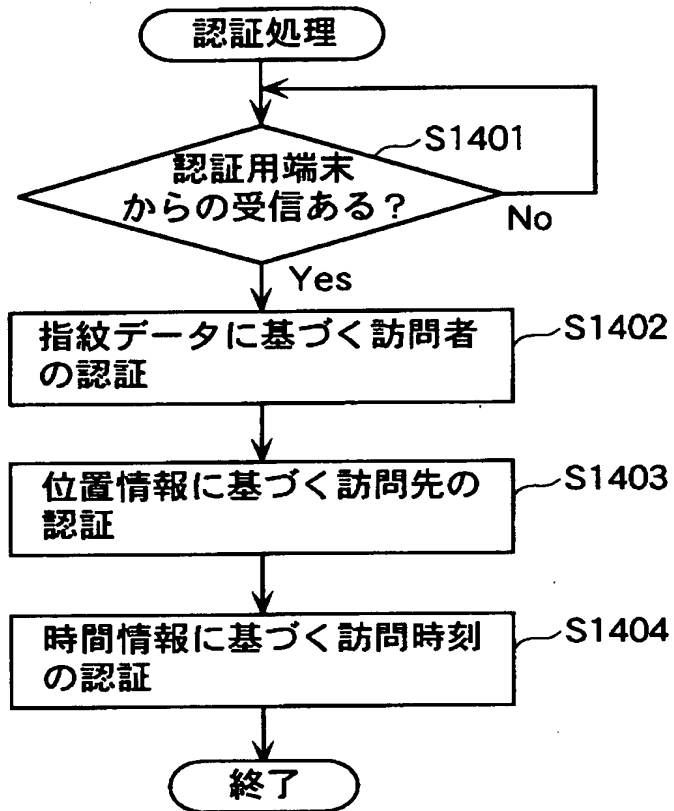 認証処理
S1401
認証用端末
からの受信ある？
No
Yes
指紋データに基づく訪問者
の認証
S1402
位置情報に基づく訪問先の
認証
S1403
時間情報に基づく訪問時刻
の認証
S1404
終了